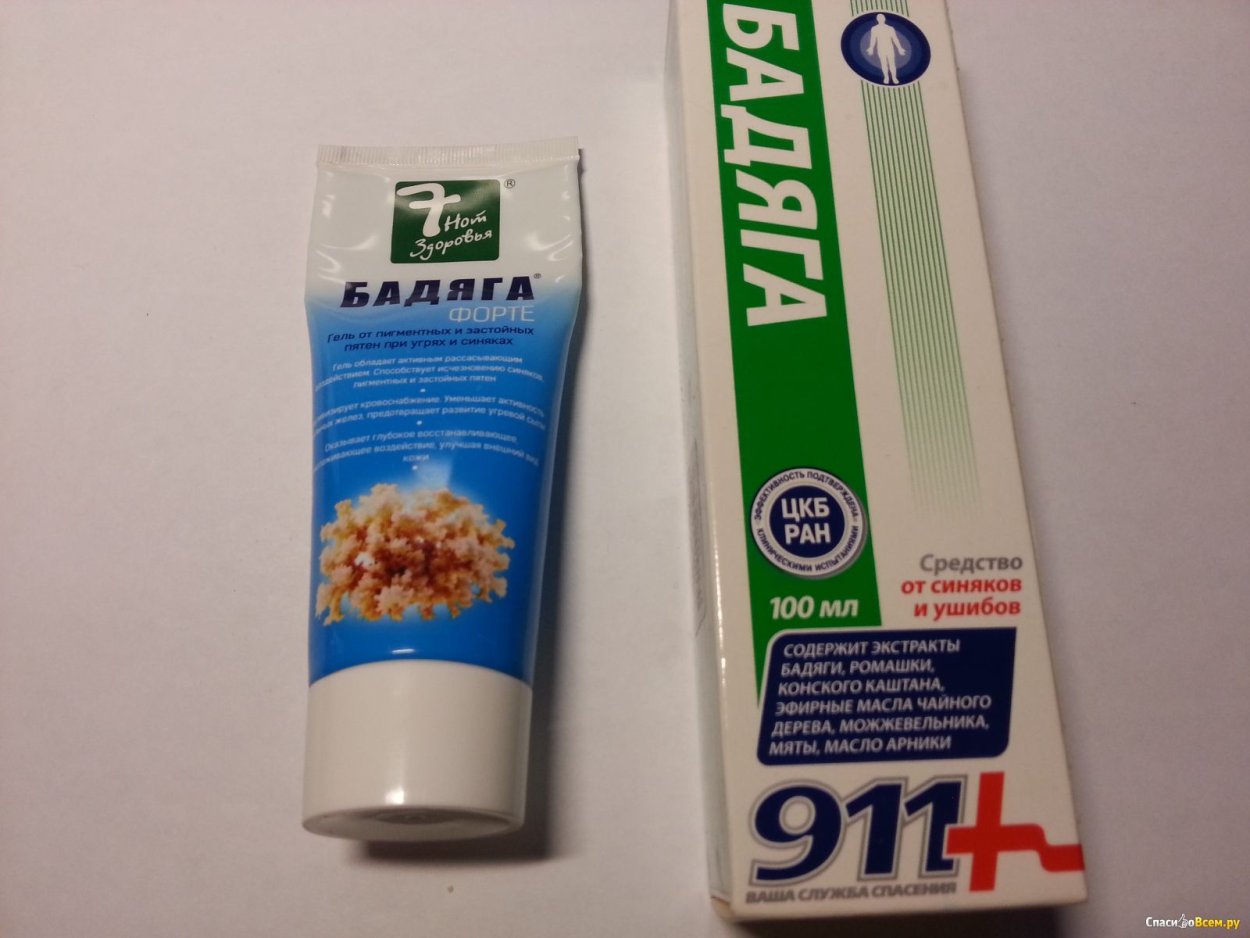 7 Нот
Здоровья
®
БАДЯГА®
ФОРТЕ
Гель от пигментных и застойных
пятен при угрях и синяках
Гель обладает активным рассасывающим
воздействием. Способствует исчезновению синяков,
пигментных и застойных пятен
кровоснабжение. Уменьшает активность
желез, предотвращает развитие угревой сыпи
Оказывает глубокое восстанавливающее,
воздействие, улучшая внешний вид
кожи
БАДЯГА
ЭФФЕКТИВНОСТЬ ПОДТВЕРЖДЕНА
КЛИНИЧЕСКИМИ ИСПЫТАНИЯМИ
ЦКБ
РАН
100 мл
Средство
от синяков
и ушибов
СОДЕРЖИТ ЭКСТРАКТЫ
БАДЯГИ, РОМАШКИ,
КОНСКОГО КАШТАНА,
ЭФИРНЫЕ МАСЛА ЧАЙНОГО
ДЕРЕВА, МОЖЖЕВЕЛЬНИКА,
МЯТЫ, МАСЛО АРНИКИ
911
ВАША СЛУЖБА СПАСЕНИЯ
СпасибоВсем.ру